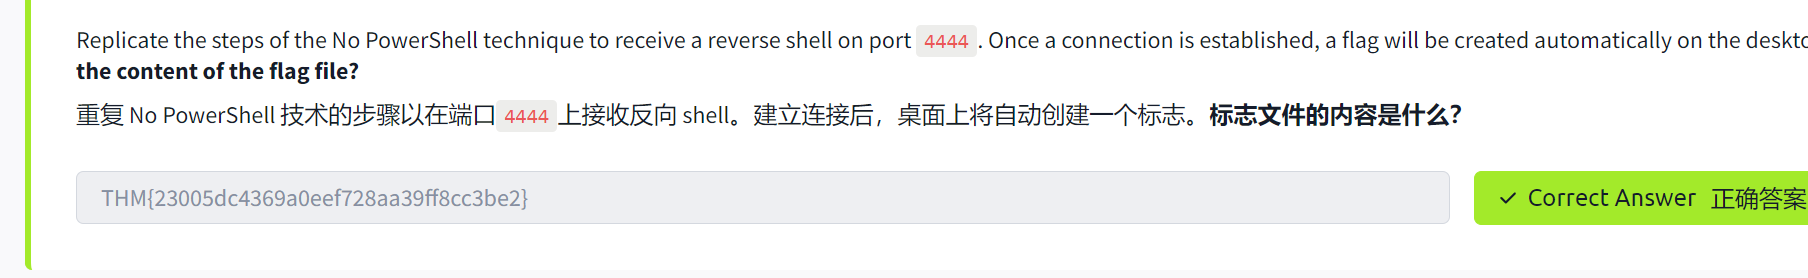 Replicate the steps of the No PowerShell technique to receive a reverse shell on port 4444. Once a connection is established, a flag will be created automatically on the
the content of the flag file?
重复 No PowerShell 技术的步骤以在端口 4444 上接收反向 shell。建立连接后，桌面上将自动创建一个标志。标志文件的内容是什么？
THM{23005dc4369a0eef728aa39ff8cc3be2}
✓ Correct Answer 正确答案